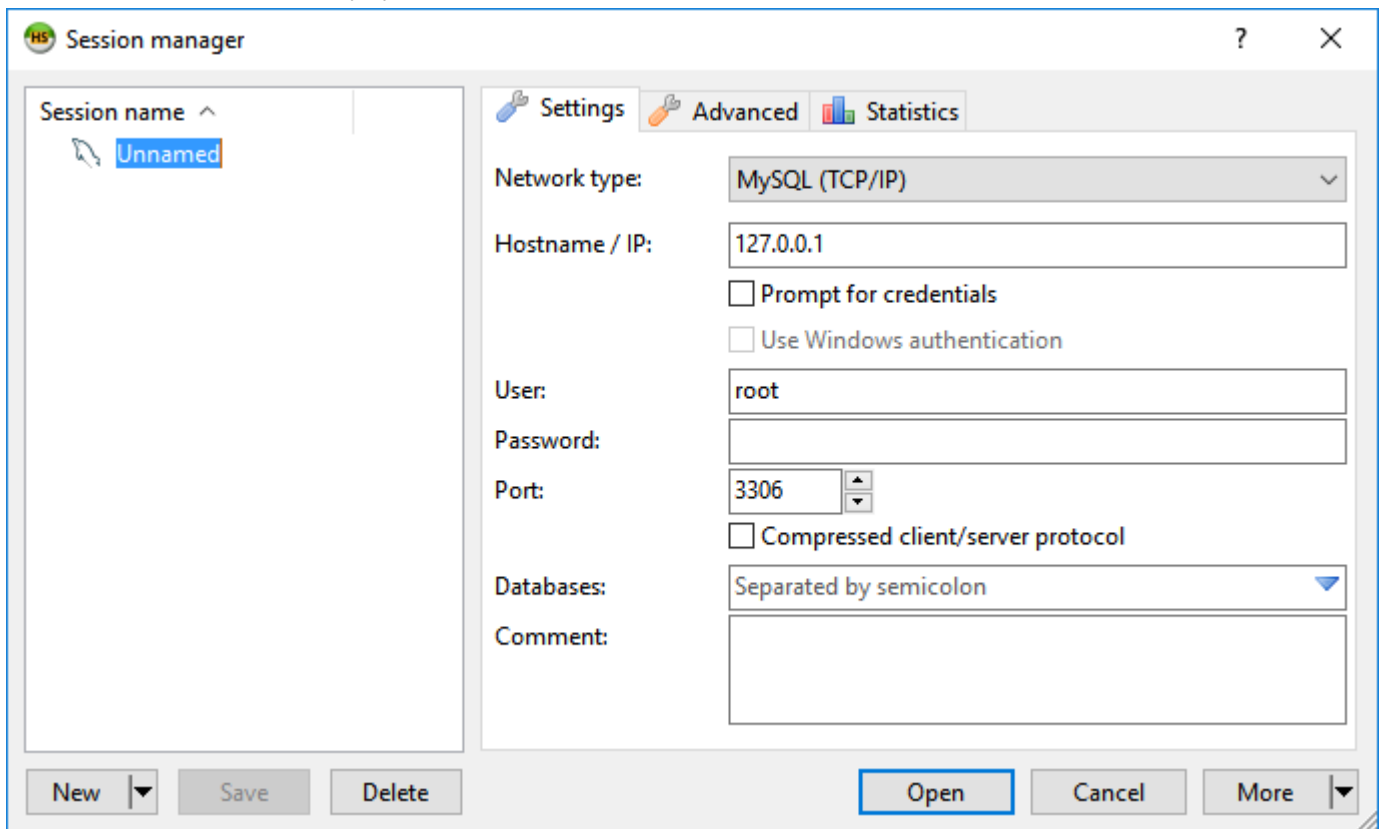 HS Session manager ?
Session name
Unnamed
Settings Advanced Statistics
Network type: MySQL (TCP/IP)
Hostname / IP: 127.0.0.1
Prompt for credentials
Use Windows authentication
User: root
Password:
Port: 3306
Compressed client/server protocol
Databases: Separated by semicolon
Comment:
New Save Delete Open Cancel More